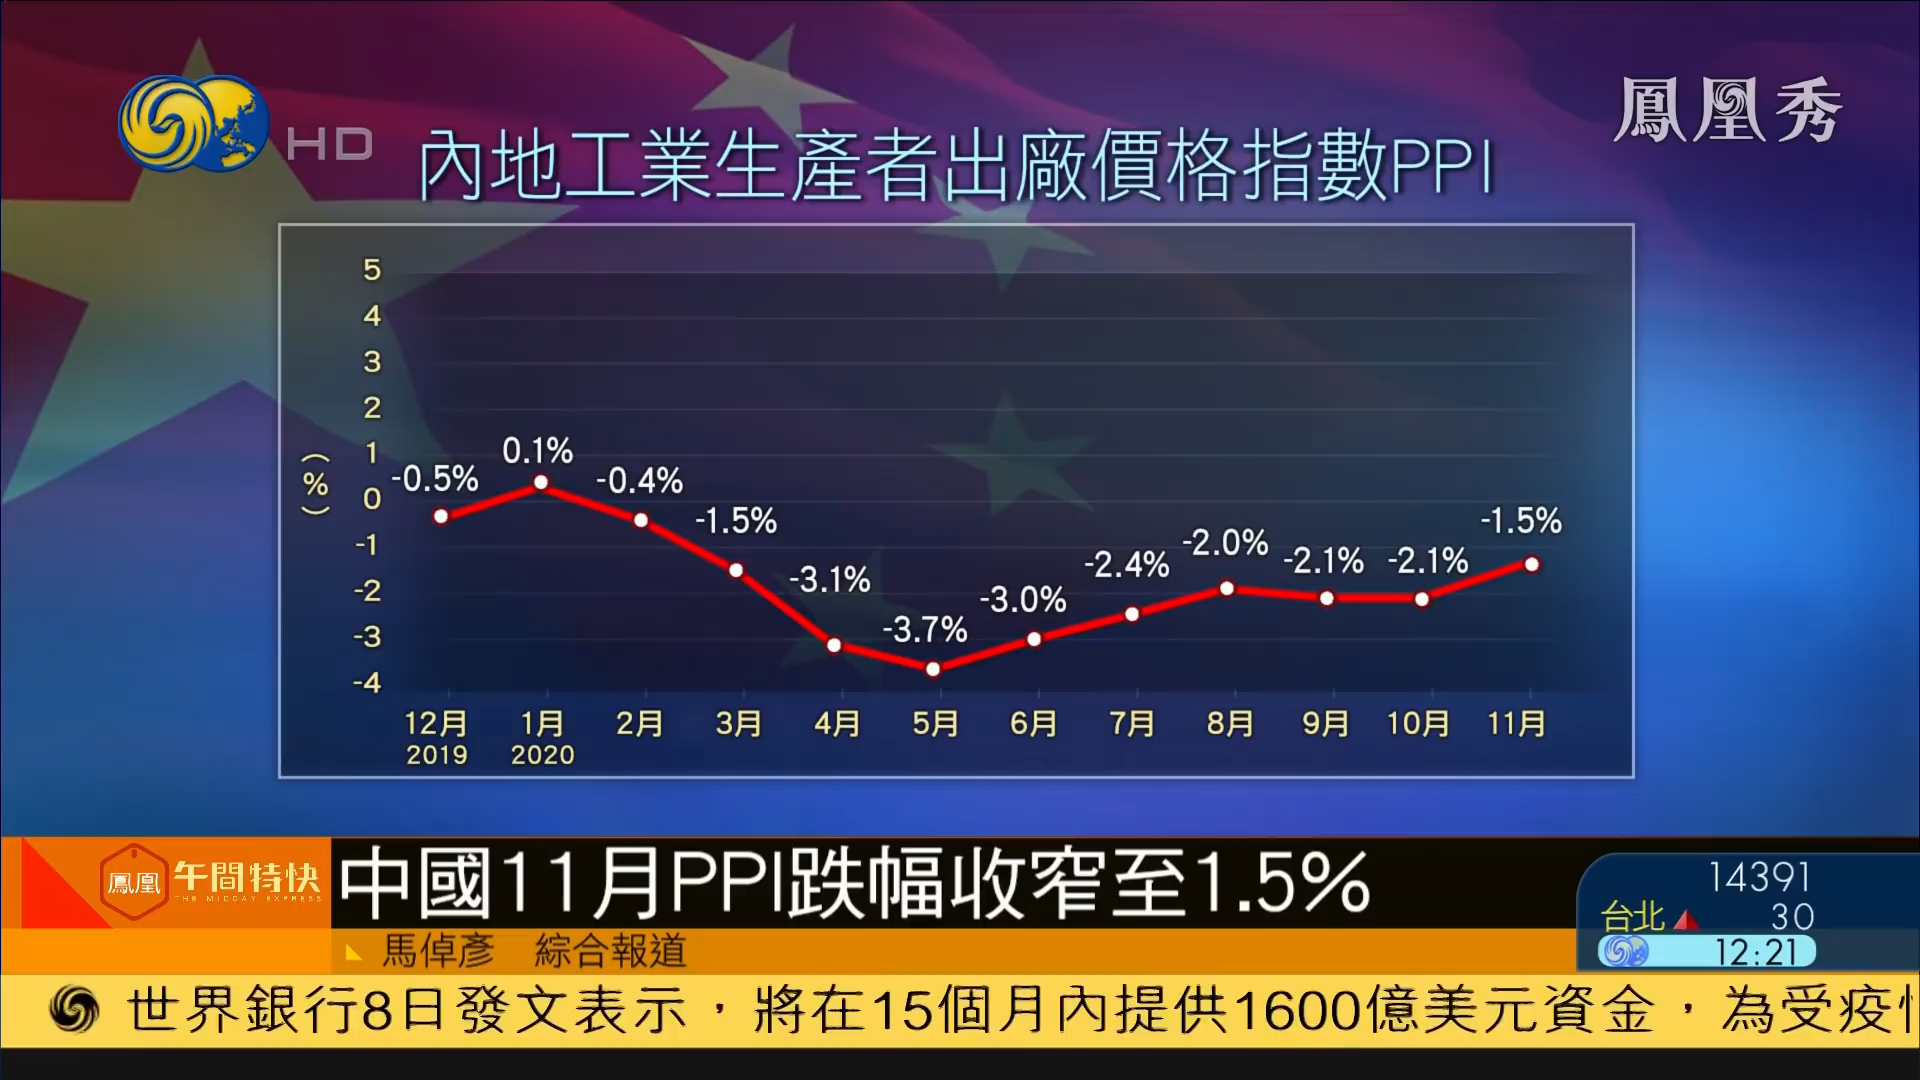 HD
鳳凰秀
內地工業生產者出廠價格指數PPI
5
4
3
2
1
0
-1
-2
-3
-4
(%)
-0.5%
0.1%
-0.4%
-1.5%
-3.1%
-3.7%
-3.0%
-2.4%
-2.0%
-2.1%
-2.1%
-1.5%
12月 1月 2月 3月 4月 5月 6月 7月 8月 9月 10月 11月
2019 2020
鳳凰 午間特快
THE MIDDAY EXPRESS
中國11月PPI跌幅收窄至1.5%
馬倬彥 綜合報道
14391
台北 30
12:21
世界銀行8日發文表示，將在15個月內提供1600億美元資金，為受疫